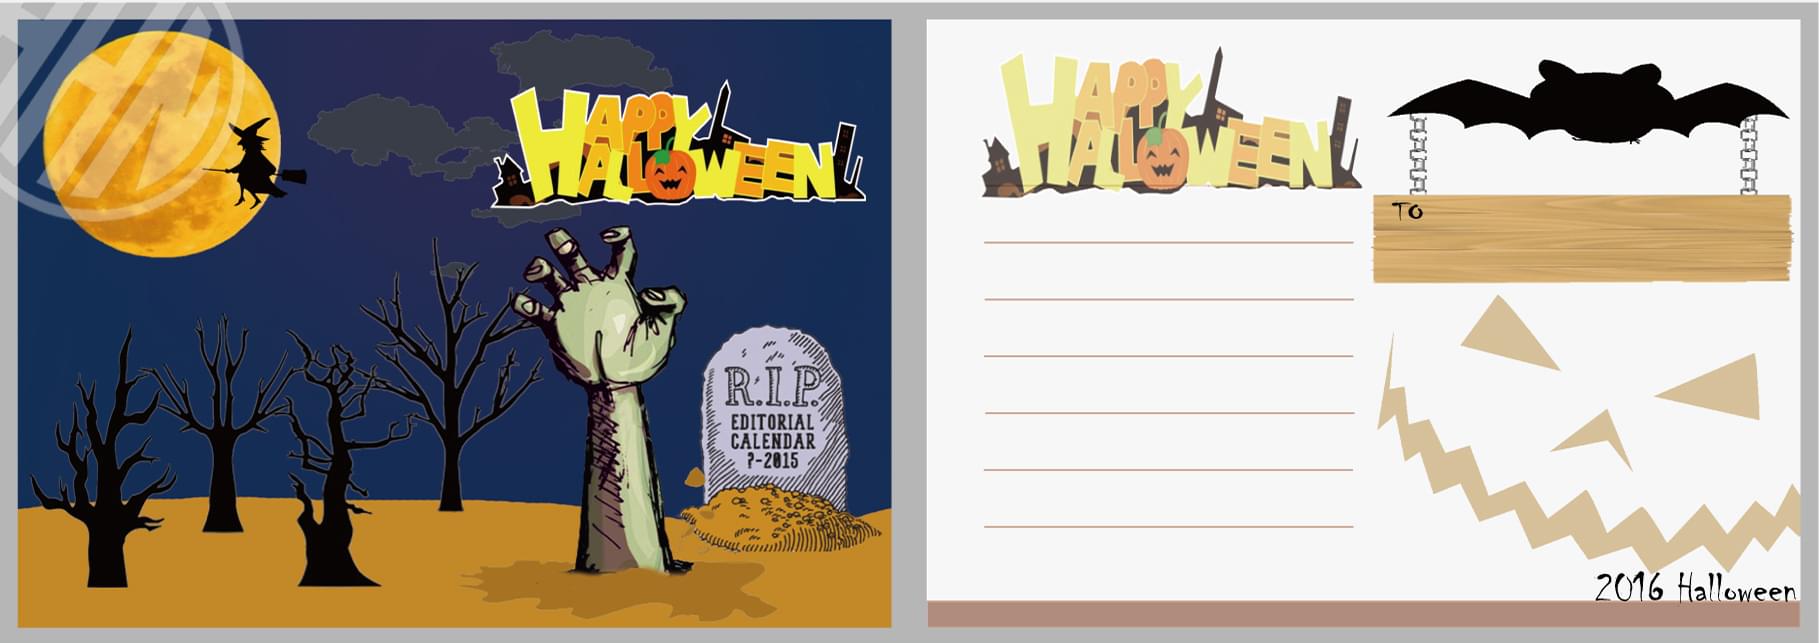 HAPPY
HALLOWEEN!
R.I.P.
EDITORIAL
CALENDAR
?-2015
HAPPY
HALLOWEEN!
TO
2016 Halloween